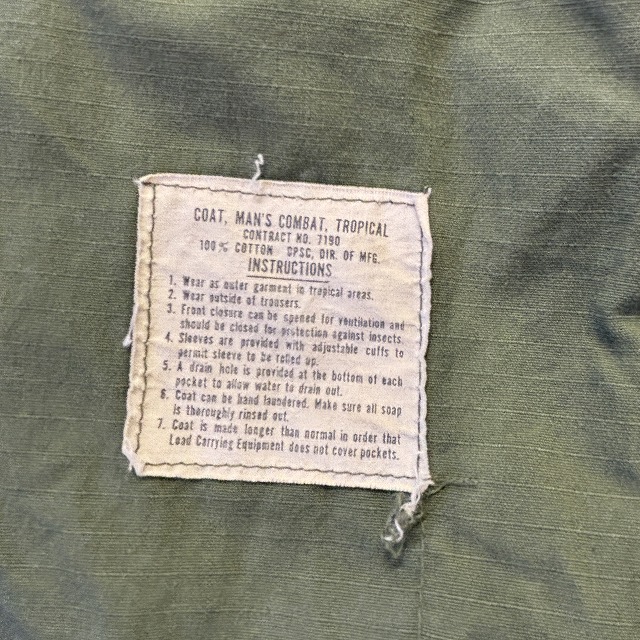 COAT, MAN'S COMBAT, TROPICAL
CONTRACT NO. 7190
100% COTTON DPSC, DIR. OF MFG.
INSTRUCTIONS
1. Wear as outer garment in tropical areas.
2. Wear outside of trousers.
3. Front closure can be opened for ventilation and
should be closed for protection against insects.
4. Sleeves are provided with adjustable cuffs to
permit sleeve to be rolled up.
5. A drain hole is provided at the bottom of each
pocket to allow water to drain out.
6. Coat can be hand laundered. Make sure all soap
is thoroughly rinsed out.
7. Coat is made longer than normal in order that
Load Carrying Equipment does not cover pockets.